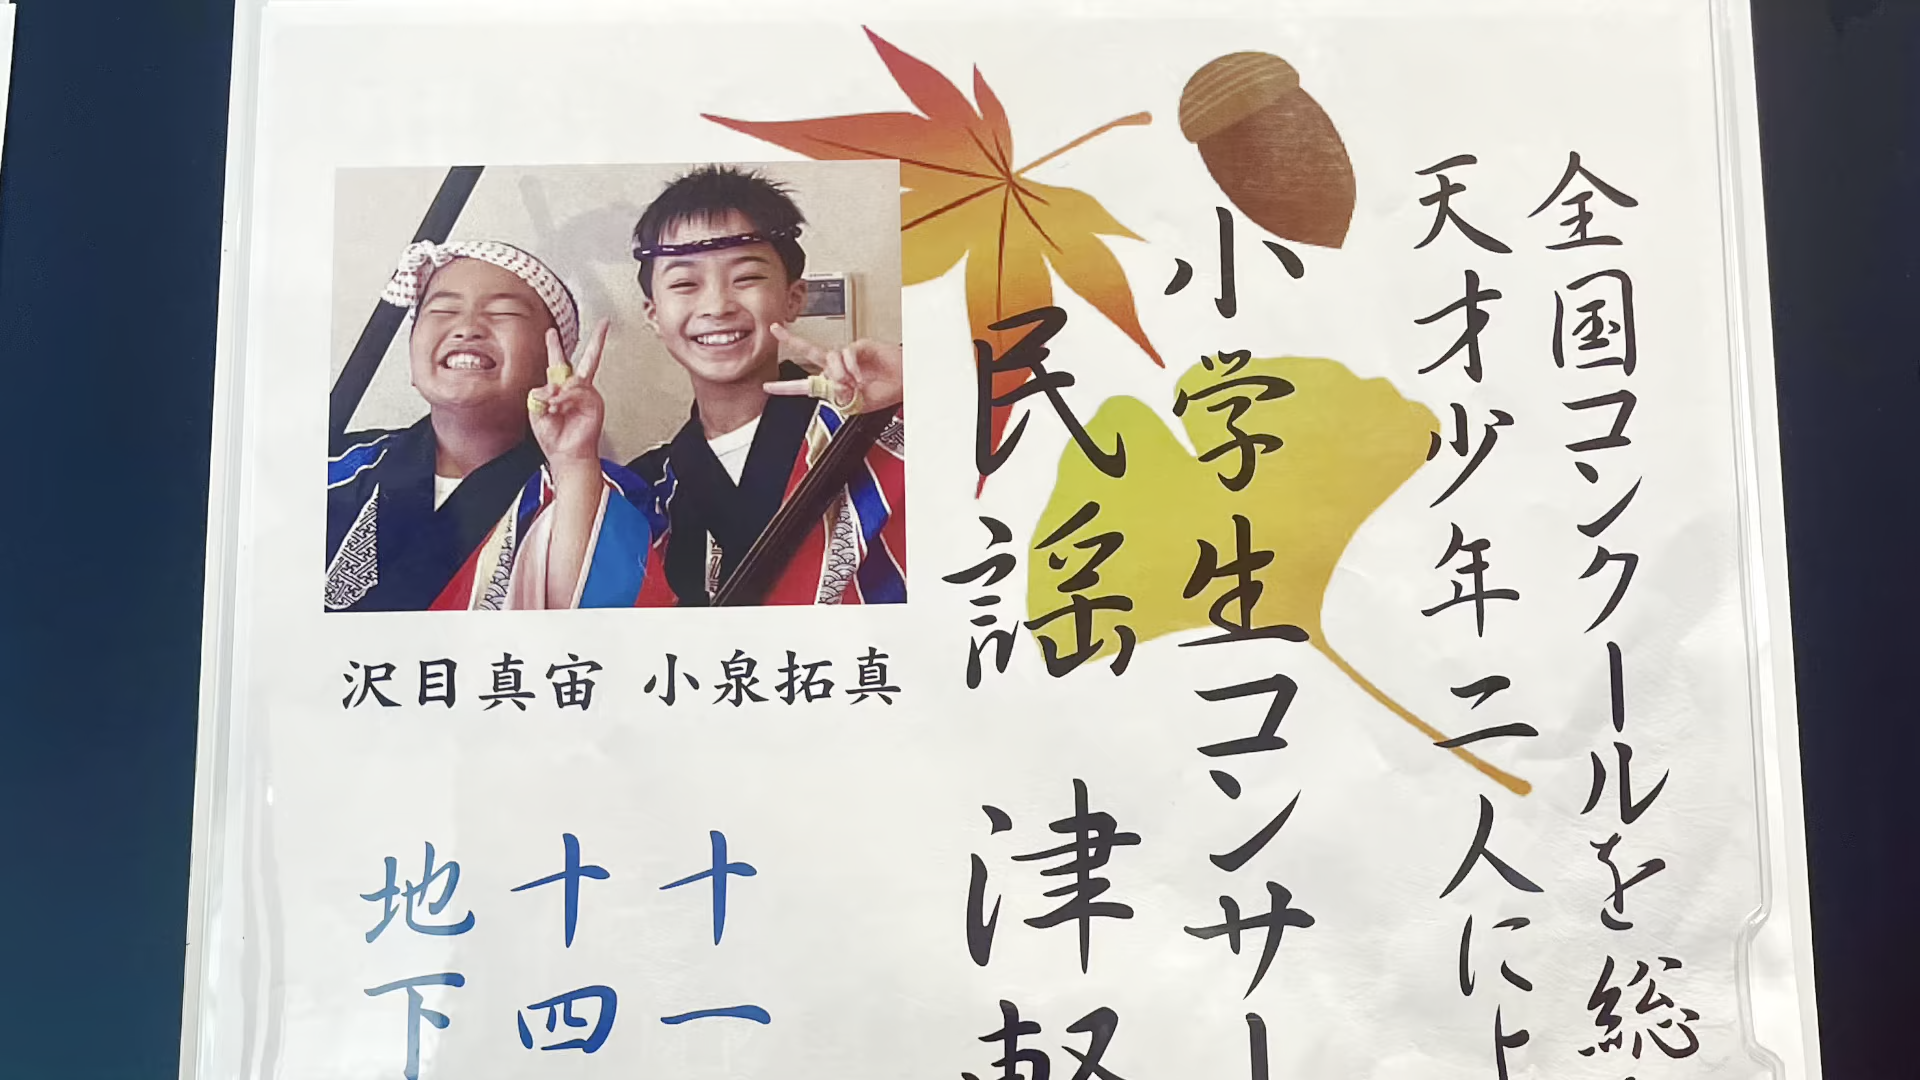 全国コンクールを総
天才少年二人によ
小学生コンサー
民謡 津軽
沢目真宙 小泉拓真
十一
十四
地下